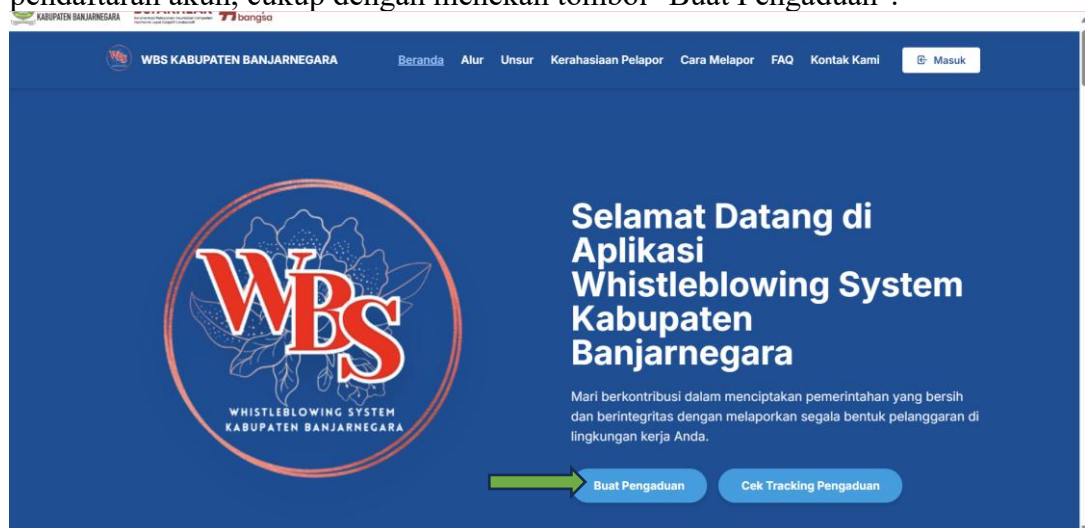 pendaftaran akun, cukup dengan menekan tombol "Buat Pengaduan".
KABUPATEN BANJARNEGARA
bangsa
WBS KABUPATEN BANJARNEGARA Beranda Alur Unsur Kerahasiaan Pelapor Cara Melapor FAQ Kontak Kami Masuk
WBS
WHISTLEBLOWING SYSTEM
KABUPATEN BANJARNEGARA
Selamat Datang di
Aplikasi
Whistleblowing System
Kabupaten
Banjarnegara
Mari berkontribusi dalam menciptakan pemerintahan yang bersih
dan berintegritas dengan melaporkan segala bentuk pelanggaran di
lingkungan kerja Anda.
Buat Pengaduan Cek Tracking Pengaduan